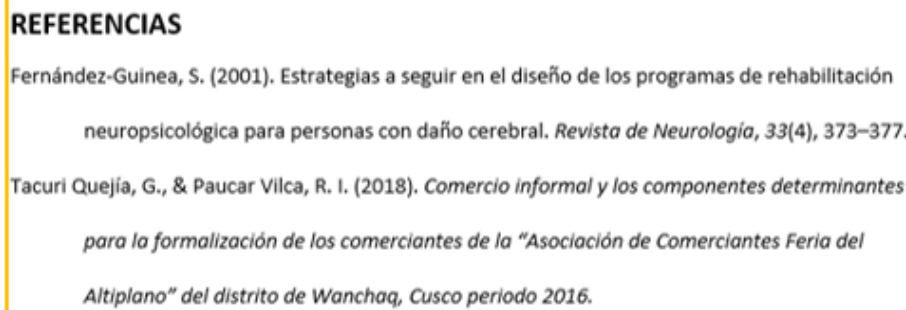 REFERENCIAS
Fernández-Guinea, S. (2001). Estrategias a seguir en el diseño de los programas de rehabilitación
neuropsicológica para personas con daño cerebral. Revista de Neurología, 33(4), 373–377.
Tacuri Quejía, G., & Paucar Vilca, R. I. (2018). Comercio informal y los componentes determinantes
para la formalización de los comerciantes de la “Asociación de Comerciantes Feria del
Altiplano” del distrito de Wanchaq, Cusco periodo 2016.